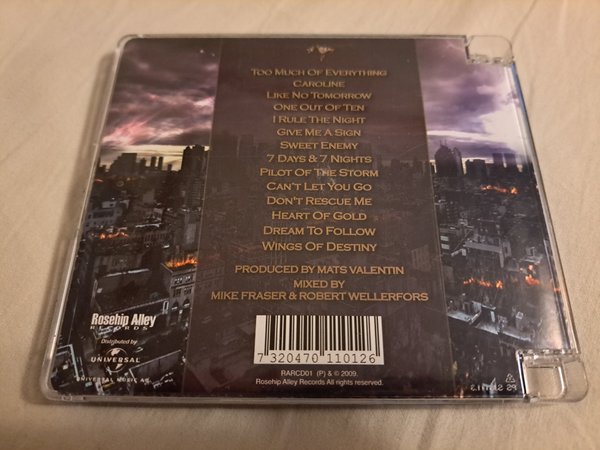 Too Much Of Everything
Caroline
Like No Tomorrow
One Out Of Ten
I Rule The Night
Give Me A Sign
Sweet Enemy
7 Days & 7 Nights
Pilot Of The Storm
Can't Let You Go
Don't Rescue Me
Heart Of Gold
Dream To Follow
Wings Of Destiny
Produced by Mats Valentin
Mixed by
Mike Fraser & Robert Wellerfors
Rosehip Alley
RECORDS
Distributed by
UNIVERSAL
UNIVERSAL MUSIC AB
7 320470 110126
RARCD01 (P) & © 2009.
Rosehip Alley Records All rights reserved.
PS